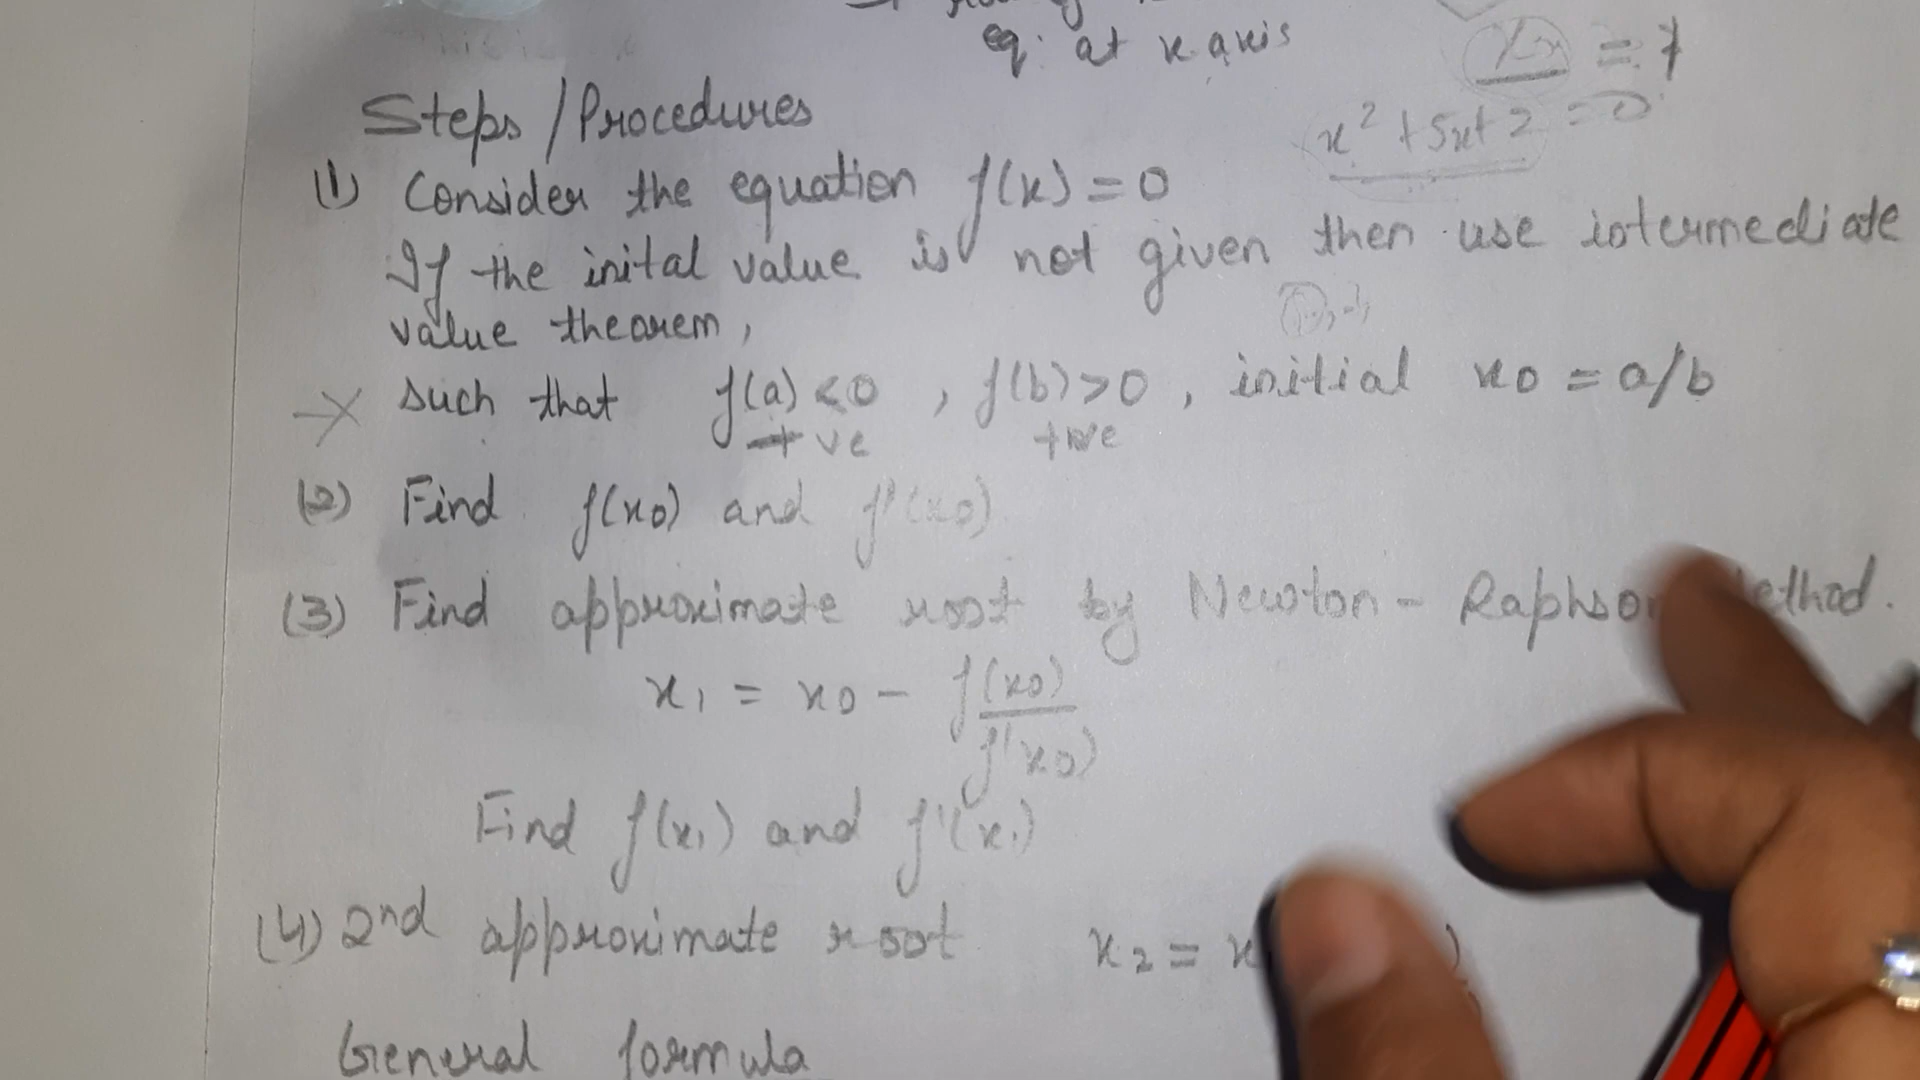 eq. at x axis
= 7
x² + 5x + 2 = 0
Steps / Procedures
(1) Consider the equation f(x) = 0
If the inital value is not given then use intermediate
value theorem,
such that f(a) < 0 , f(b) > 0 , initial x0 = a/b
ve +ve
(2) Find f(x0) and f'(x0)
(3) Find approximate root by Newton - Raphson
x1 = x0 - f(x0)
f'x0)
Find f(x1) and f'(x1)
(4) 2nd approximate root x2 =
General formula